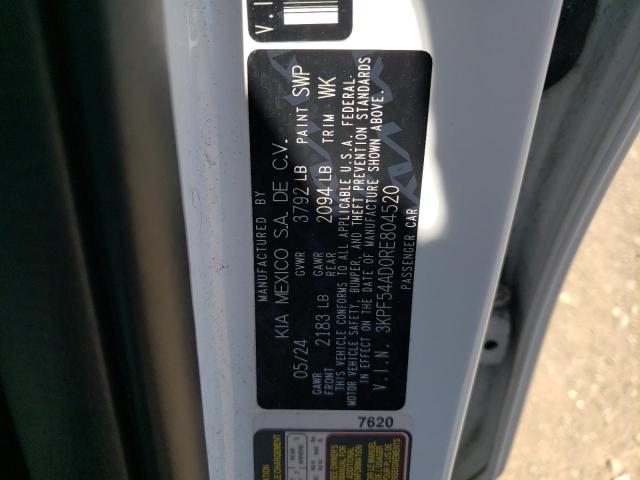 V.I
MANUFACTURED BY
KIA MEXICO S.A. DE C.V.
05/24 GVWR 3792 LB PAINT SWP
GAWR FRONT 2183 LB GAWR REAR 2094 LB TRIM WK
THIS VEHICLE CONFORMS TO ALL APPLICABLE U.S.A. FEDERAL
MOTOR VEHICLE SAFETY, BUMPER, AND THEFT PREVENTION STANDARDS
IN EFFECT ON THE DATE OF MANUFACTURE SHOWN ABOVE.
V.I.N. 3KPF54AD0RE804520
PASSENGER CAR
7620